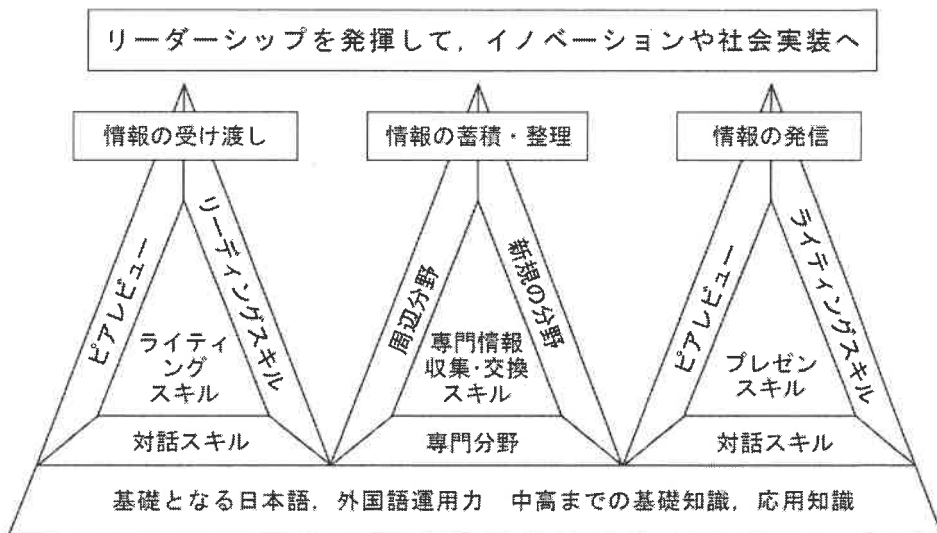 リーダーシップを発揮して，イノベーションや社会実装へ
情報の受け渡し
情報の蓄積・整理
情報の発信
ピアレビュー
リーディングスキル
ライティ
ング
スキル
対話スキル
周辺分野
新規の分野
専門情報
収集・交換
スキル
専門分野
ピアレビュー
ライティングスキル
プレゼン
スキル
対話スキル
基礎となる日本語，外国語運用力　中高までの基礎知識，応用知識